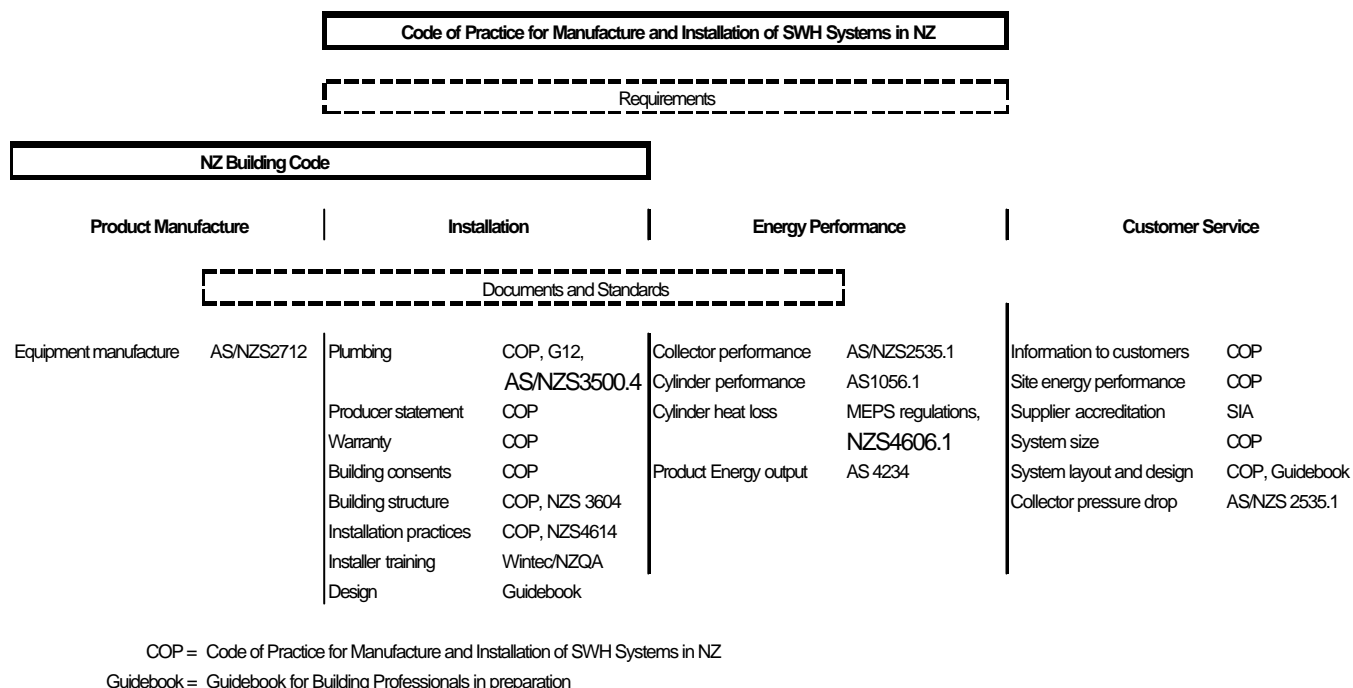 Code of Practice for Manufacture and Installation of SWH Systems in NZ
Requirements
NZ Building Code
Product Manufacture Installation Energy Performance Customer Service
Documents and Standards
Equipment manufacture AS/NZS2712 Plumbing COP, G12, Collector performance AS/NZS2535.1 Information to customers COP
AS/NZS3500.4 Cylinder performance AS1056.1 Site energy performance COP
Producer statement COP Cylinder heat loss MEPS regulations, Supplier accreditation SIA
Warranty COP NZS4606.1 System size COP
Building consents COP Product Energy output AS 4234 System layout and design COP, Guidebook
Building structure COP, NZS 3604 Collector pressure drop AS/NZS 2535.1
Installation practices COP, NZS4614
Installer training Wintec/NZQA
Design Guidebook
COP = Code of Practice for Manufacture and Installation of SWH Systems in NZ
Guidebook = Guidebook for Building Professionals in preparation